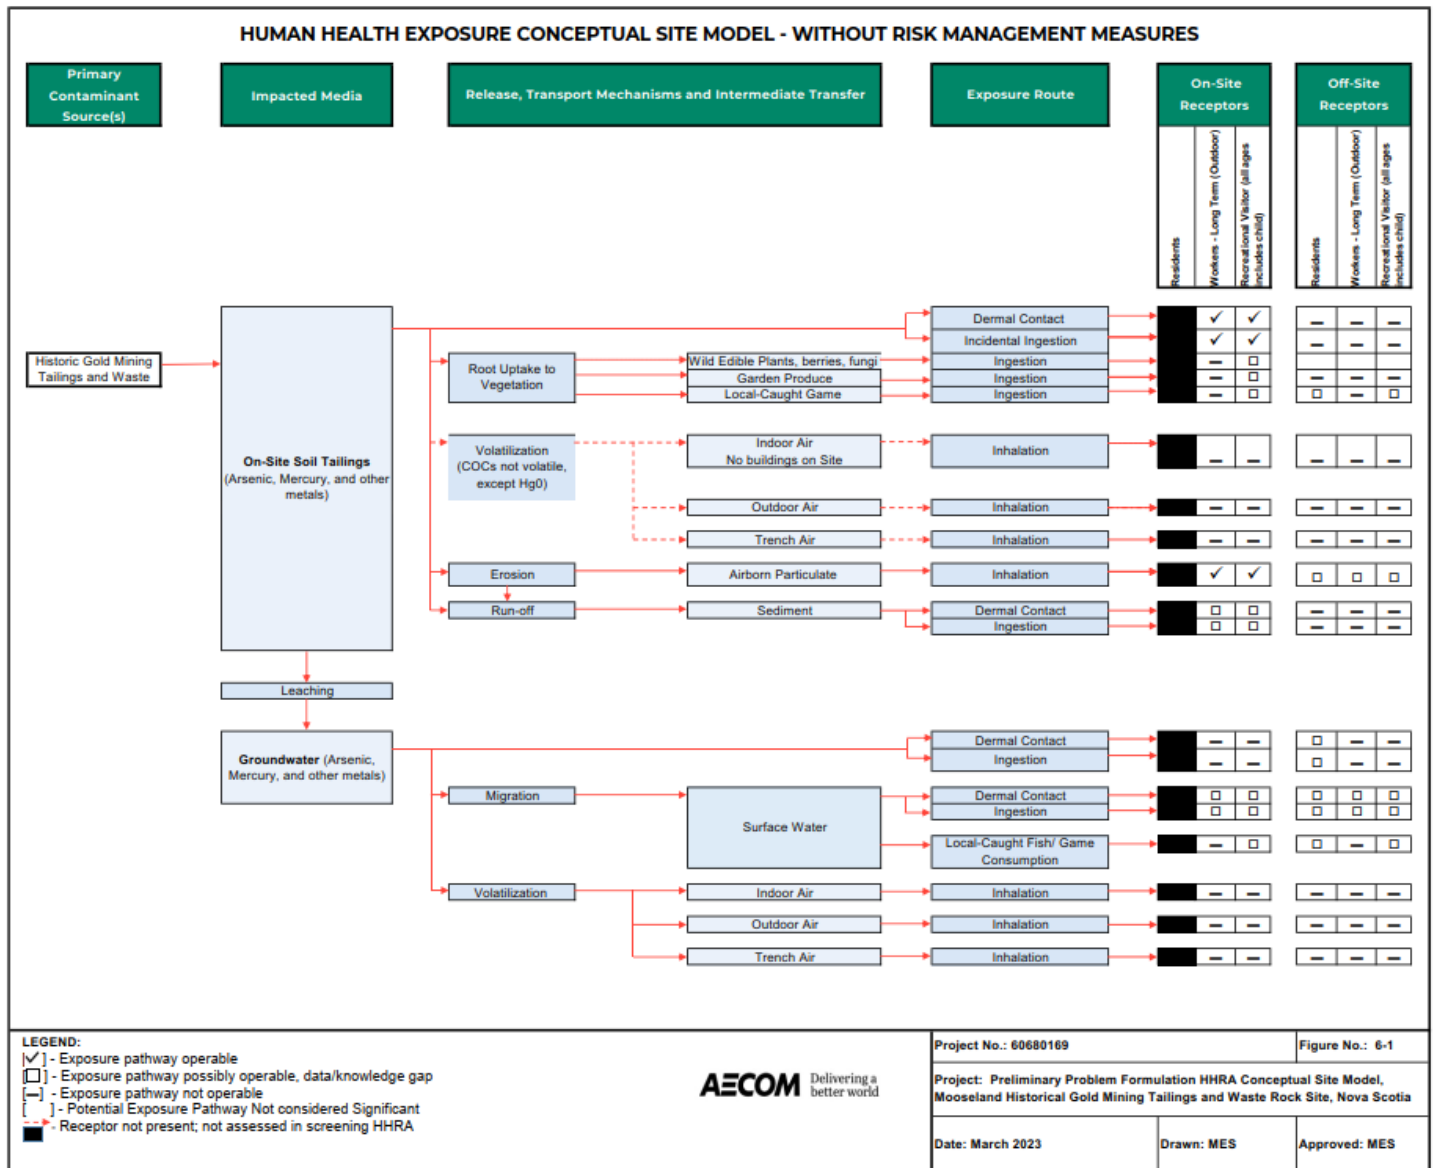 HUMAN HEALTH EXPOSURE CONCEPTUAL SITE MODEL - WITHOUT RISK MANAGEMENT MEASURES
Primary
Contaminant
Source(s)
Impacted Media
Release, Transport Mechanisms and Intermediate Transfer
Exposure Route
On-Site
Receptors
Off-Site
Receptors
Residents
Workers - Long Term (Outdoor)
Recreational Visitor (all ages
includes child)
Residents
Workers - Long Term (Outdoor)
Recreational Visitor (all ages
includes child)
Historic Gold Mining
Tailings and Waste
On-Site Soil Tailings
(Arsenic, Mercury, and other
metals)
Dermal Contact
Incidental Ingestion
Root Uptake to
Vegetation
Wild Edible Plants, berries, fungi
Ingestion
Garden Produce
Ingestion
Local-Caught Game
Ingestion
Volatilization
(COCs not volatile,
except Hg0)
Indoor Air
No buildings on Site
Inhalation
Outdoor Air
Inhalation
Trench Air
Inhalation
Erosion
Airborn Particulate
Inhalation
Run-off
Sediment
Dermal Contact
Ingestion
Leaching
Groundwater (Arsenic,
Mercury, and other metals)
Dermal Contact
Ingestion
Migration
Surface Water
Dermal Contact
Ingestion
Local-Caught Fish/ Game
Consumption
Volatilization
Indoor Air
Inhalation
Outdoor Air
Inhalation
Trench Air
Inhalation
LEGEND:
[✓] - Exposure pathway operable
[□] - Exposure pathway possibly operable, data/knowledge gap
[—] - Exposure pathway not operable
[ ] - Potential Exposure Pathway Not considered Significant
- Receptor not present; not assessed in screening HHRA
AECOM Delivering a
better world
Project No.: 60680169
Figure No.: 6-1
Project: Preliminary Problem Formulation HHRA Conceptual Site Model,
Mooseland Historical Gold Mining Tailings and Waste Rock Site, Nova Scotia
Date: March 2023
Drawn: MES
Approved: MES